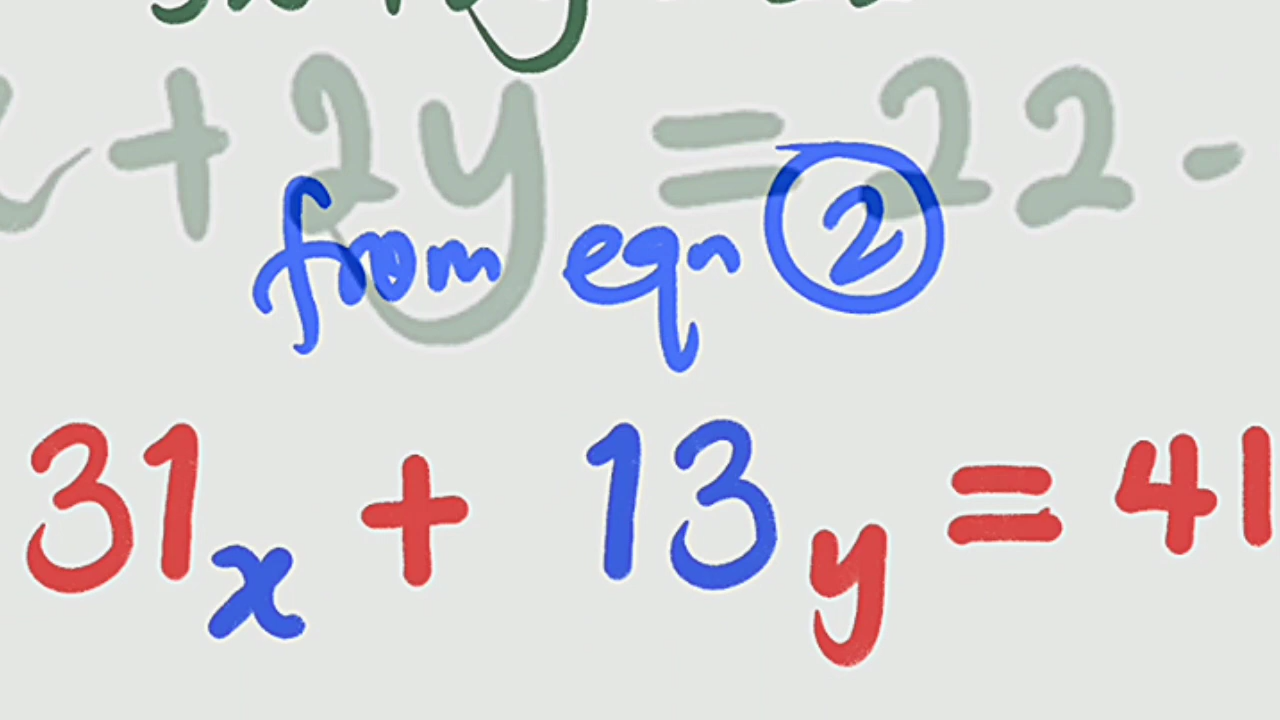 + 2y = 22 -
from eqn ②
31x + 13y = 41